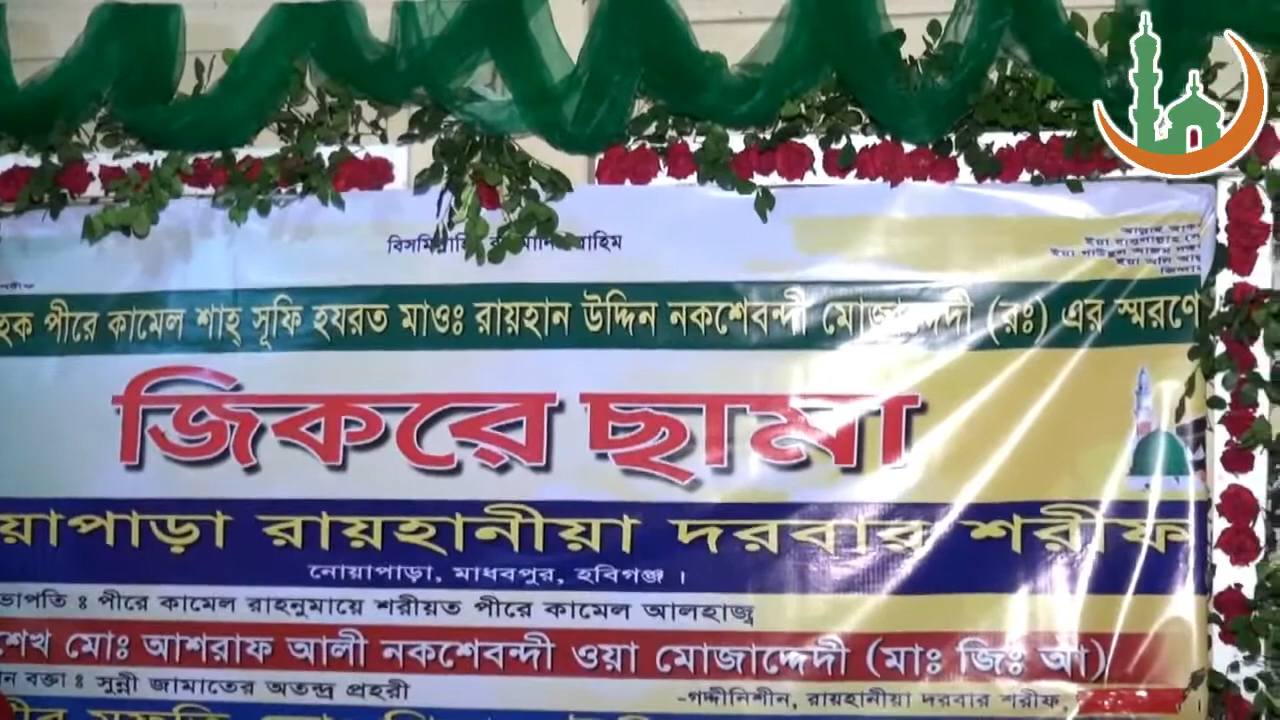 বিসমিল্লাহির রাহমানির রাহিম
পীরে কামেল শাহ্ সূফি হযরত মাওঃ রায়হান উদ্দিন নকশেবন্দী মোজাদ্দেদী (রঃ) এর স্মরণে
জিকরে ছামা
য়াপাড়া রায়হানীয়া দরবার শরীফ
নোয়াপাড়া, মাধবপুর, হবিগঞ্জ ।
ভাপতি ঃ পীরে কামেল রাহনুমায়ে শরীয়ত পীরে কামেল আলহাজ্ব
শেখ মোঃ আশরাফ আলী নকশেবন্দী ওয়া মোজাদ্দেদী (মাঃ জিঃ আ)
ন বক্তা ঃ সুন্নী জামাতের অতন্দ্র প্রহরী
-গদ্দীনিশীন, রায়হানীয়া দরবার শরীফ,